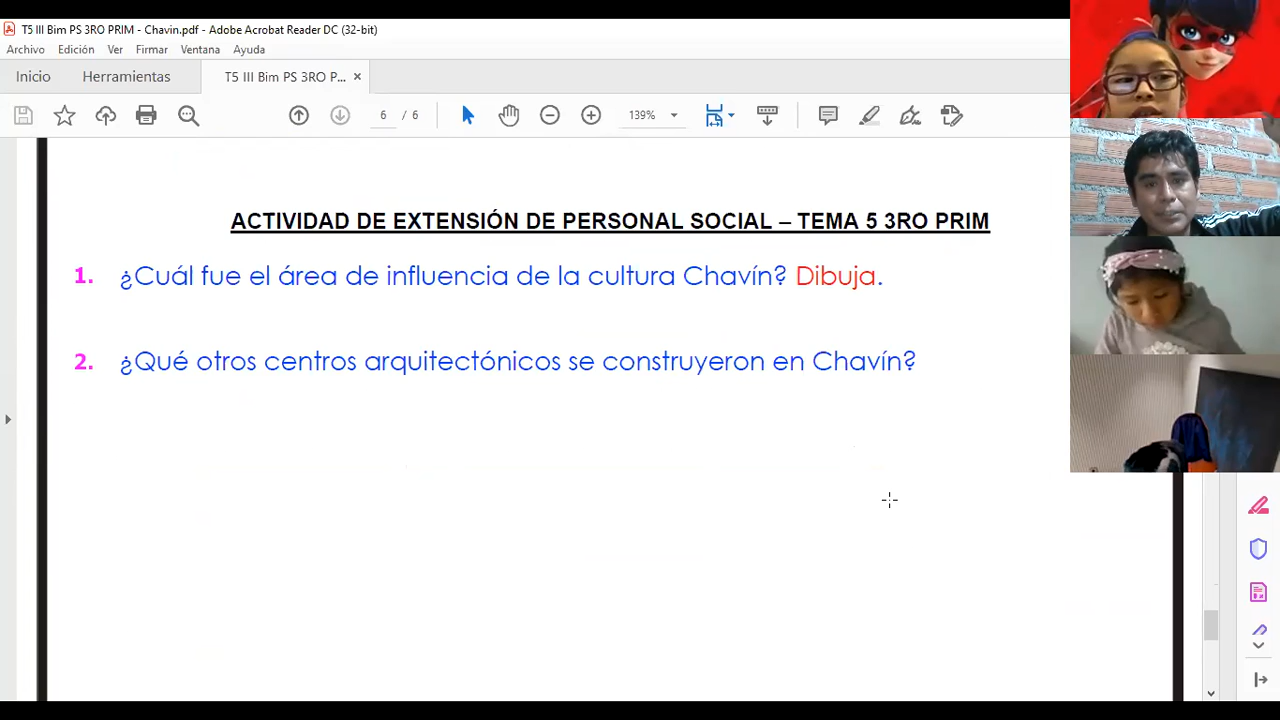 T5 III Bim PS 3RO PRIM - Chavin.pdf - Adobe Acrobat Reader DC (32-bit)
Archivo Edición Ver Firmar Ventana Ayuda
Inicio Herramientas T5 III Bim PS 3RO P... ×
6 / 6 139%
ACTIVIDAD DE EXTENSIÓN DE PERSONAL SOCIAL – TEMA 5 3RO PRIM
1. ¿Cuál fue el área de influencia de la cultura Chavín? Dibuja.
2. ¿Qué otros centros arquitectónicos se construyeron en Chavín?